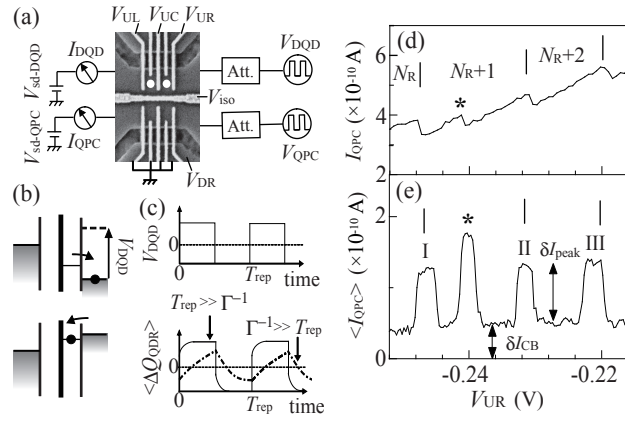 (a)
V_UL V_UC V_UR
I_DQD
V_DQD
V_sd-DQD
Att.
V_iso
V_sd-QPC
Att.
I_QPC
V_QPC
V_DR
(b)
V_DQD
(c)
V_DQD
0
0
T_rep
time
T_rep >> Γ⁻¹
Γ⁻¹ >> T_rep
<ΔQ_QDR>
0
0
T_rep
time
(d)
6
N_R+2
N_R N_R+1
I_QPC (×10⁻¹⁰ A)
4
*
2
(e)
2
*
I
II
III
δI_peak
<I_QPC> (×10⁻¹⁰ A)
1
δI_CB
0
-0.24 -0.22
V_UR (V)